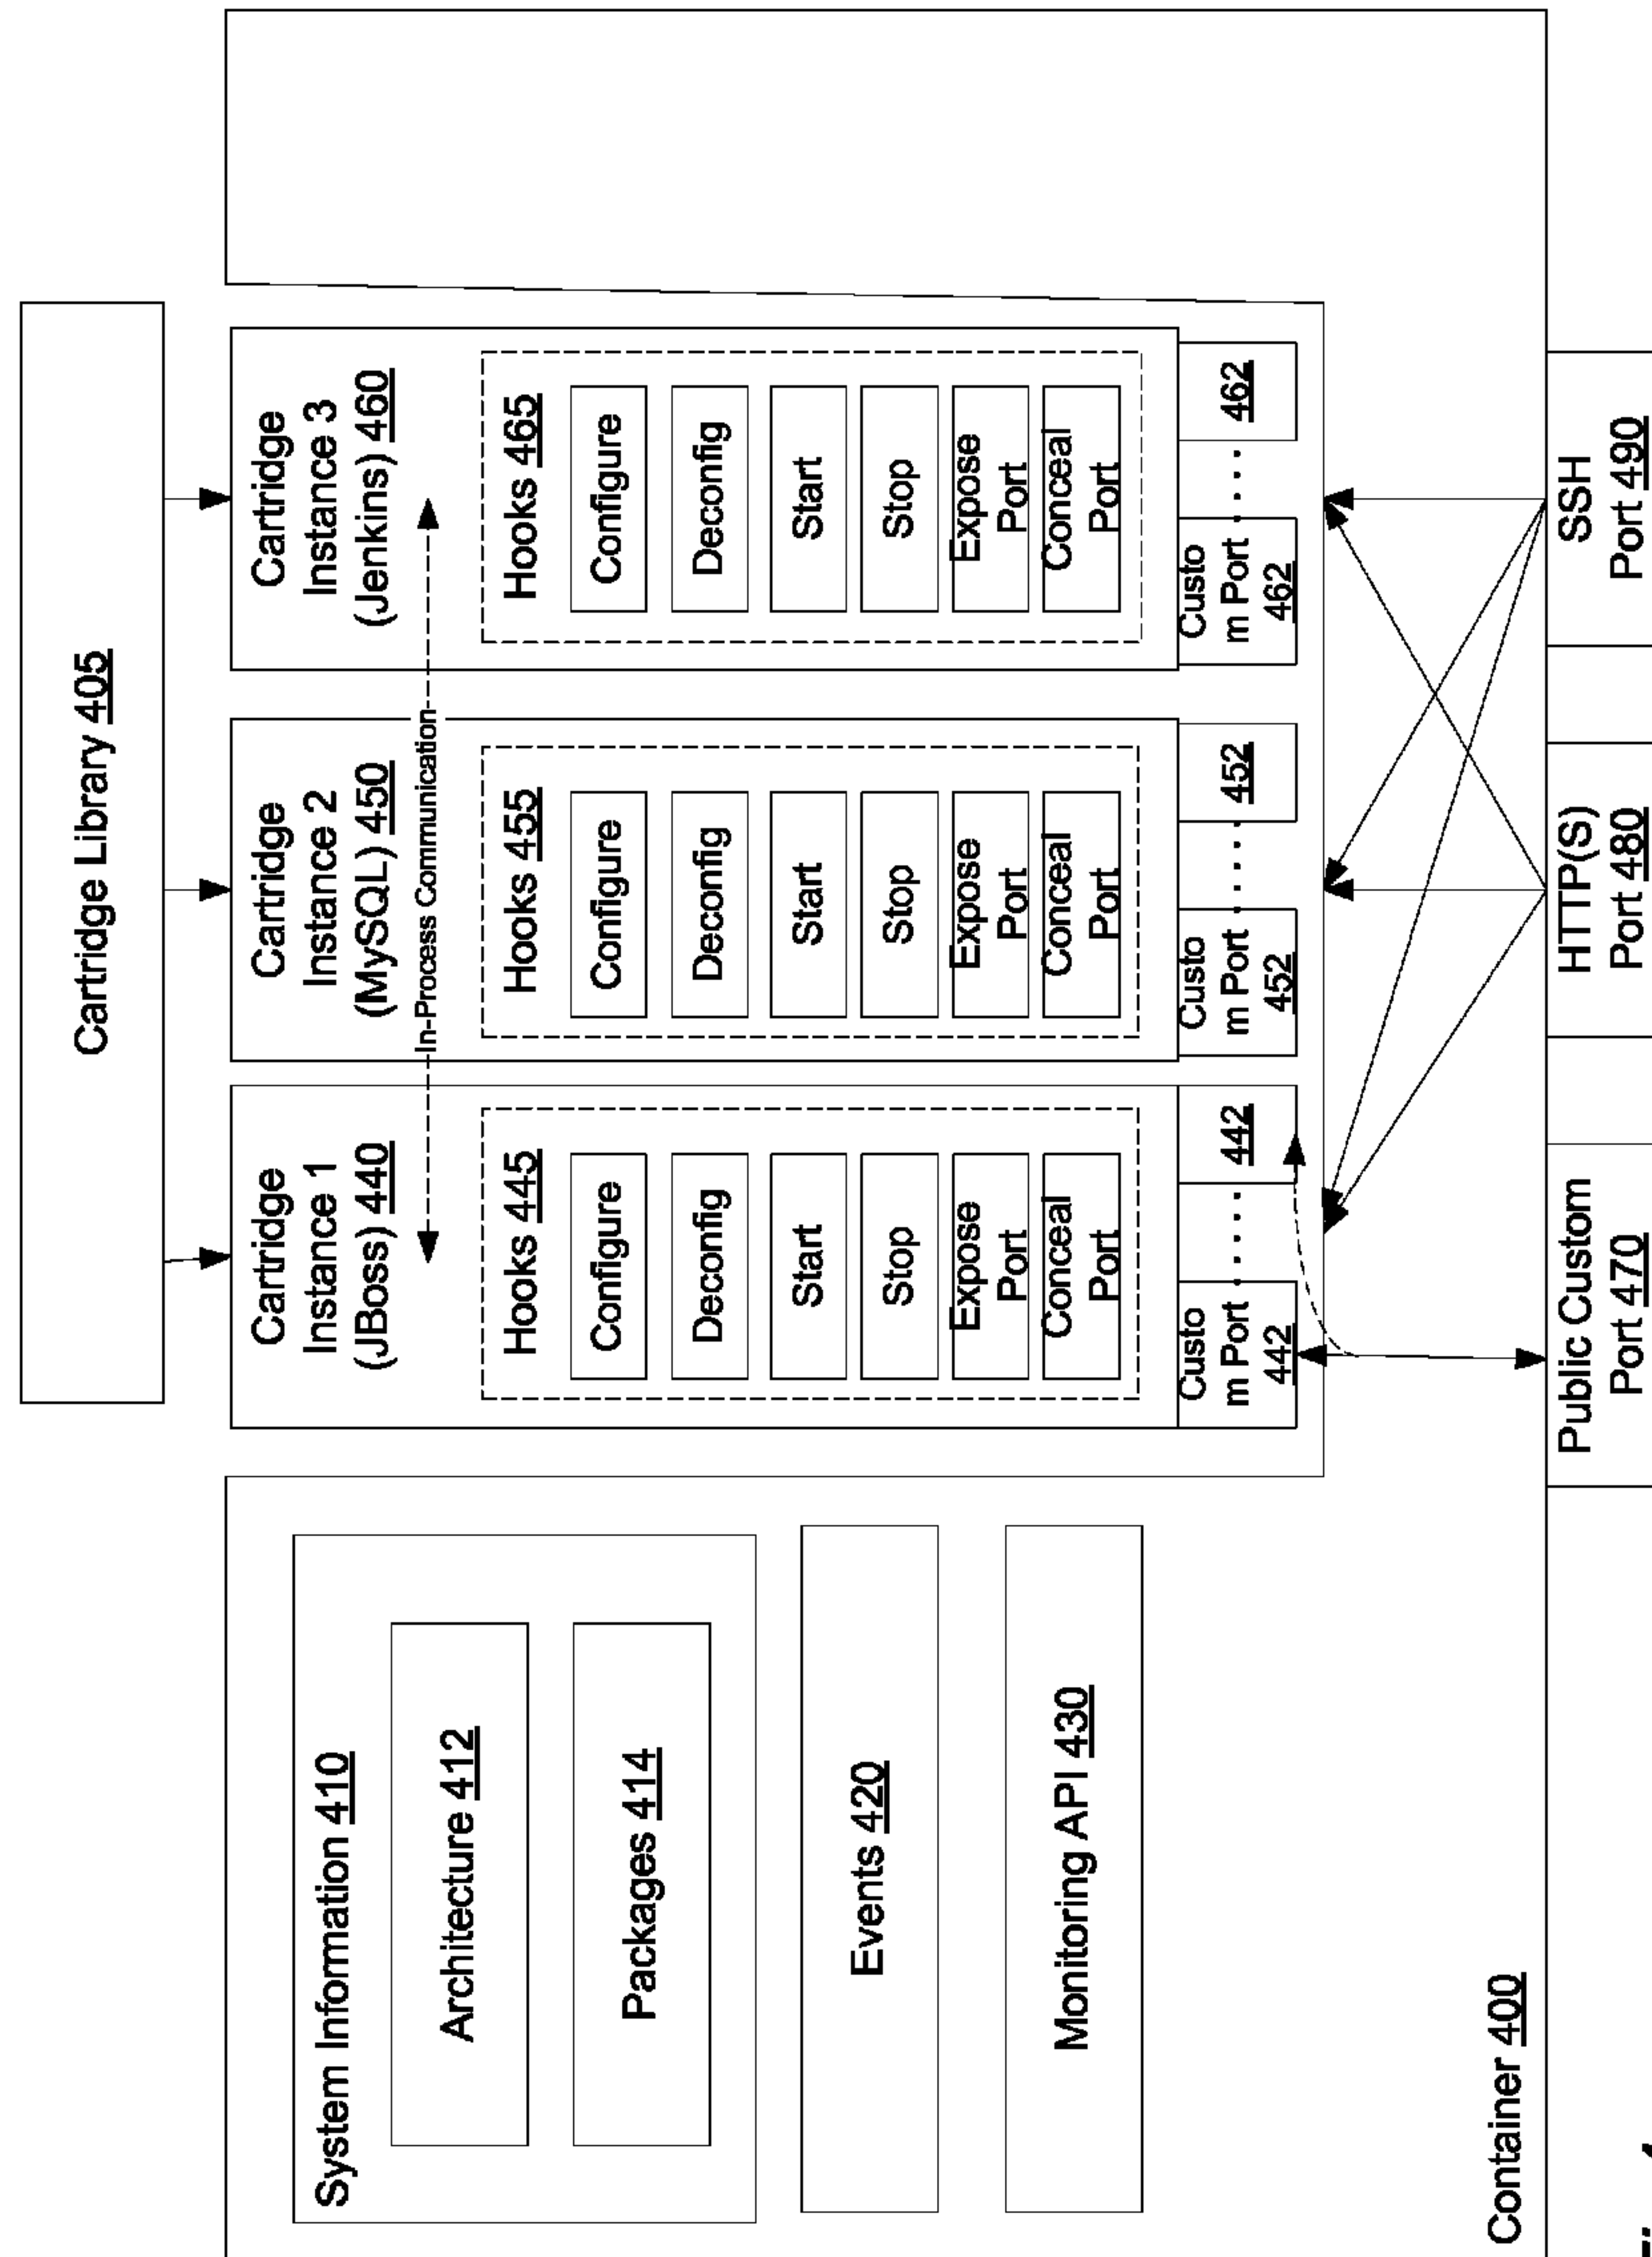 Cartridge Library 405
System Information 410
Architecture 412
Packages 414
Events 420
Monitoring API 430
Container 400
Cartridge
Instance 1
(JBoss) 440
Hooks 445
Configure
Deconfig
Start
Stop
Expose
Port
Conceal
Port
Custo
m Port
442
.....
442
Cartridge
Instance 2
(MySQL) 450
In-Process Communication
Hooks 455
Configure
Deconfig
Start
Stop
Expose
Port
Conceal
Port
Custo
m Port
452
.....
452
Cartridge
Instance 3
(Jenkins) 460
Hooks 465
Configure
Deconfig
Start
Stop
Expose
Port
Conceal
Port
Custo
m Port
462
.....
462
Public Custom
Port 470
HTTP(S)
Port 480
SSH
Port 490